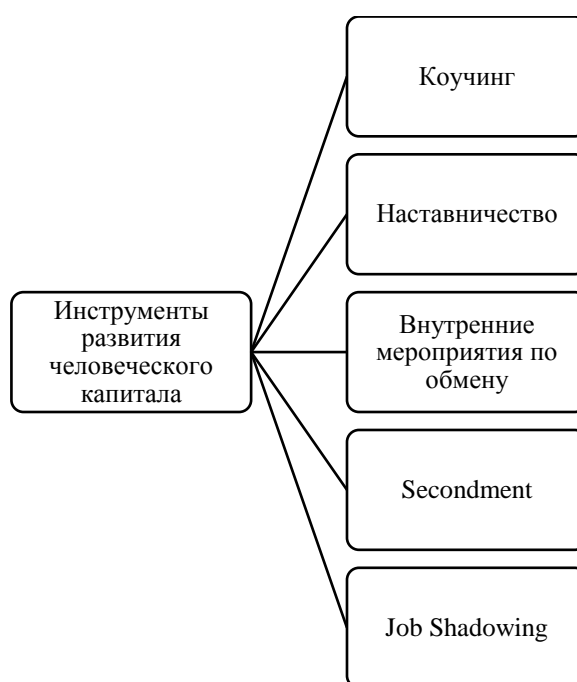 Инструменты
развития
человеческого
капитала
Коучинг
Наставничество
Внутренние
мероприятия по
обмену
Secondment
Job Shadowing